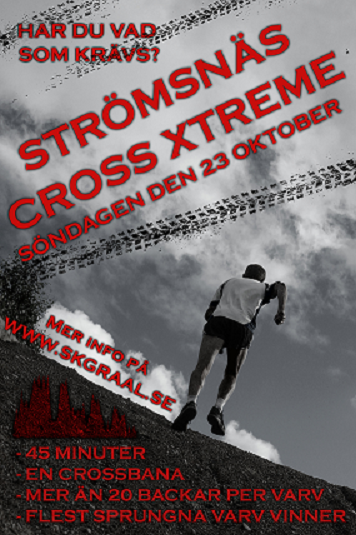 HAR DU VAD
SOM KRÄVS?
STRÖMSNÄS
CROSS XTREME
SÖNDAGEN DEN 23 OKTOBER
MER INFO PÅ
WWW.SKGRAAL.SE
- 45 MINUTER
- EN CROSSBANA
- MER ÄN 20 BACKAR PER VARV
- FLEST SPRUNGNA VARV VINNER